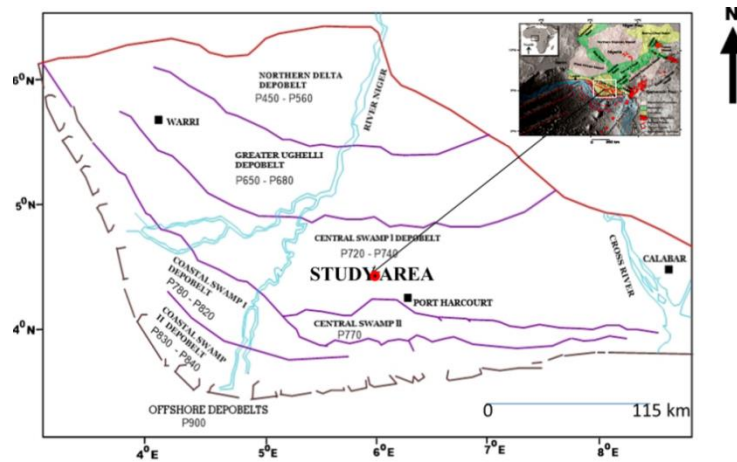 N
6°N
5°N
4°N
NORTHERN DELTA
DEPOBELT
P450 - P560
RIVER NIGER
WARRI
GREATER UGHELLI
DEPOBELT
P650 - P680
CENTRAL SWAMP I DEPOBELT
P720 - P740
STUDY AREA
COASTAL SWAMP I
DEPOBELT
P780 - P820
COASTAL SWAMP
II DEPOBELT
P830 - P840
PORT HARCOURT
CENTRAL SWAMP II
P770
CROSS RIVER
CALABAR
OFFSHORE DEPOBELTS
P900
0 115 km
4°E 5°E 6°E 7°E 8°E